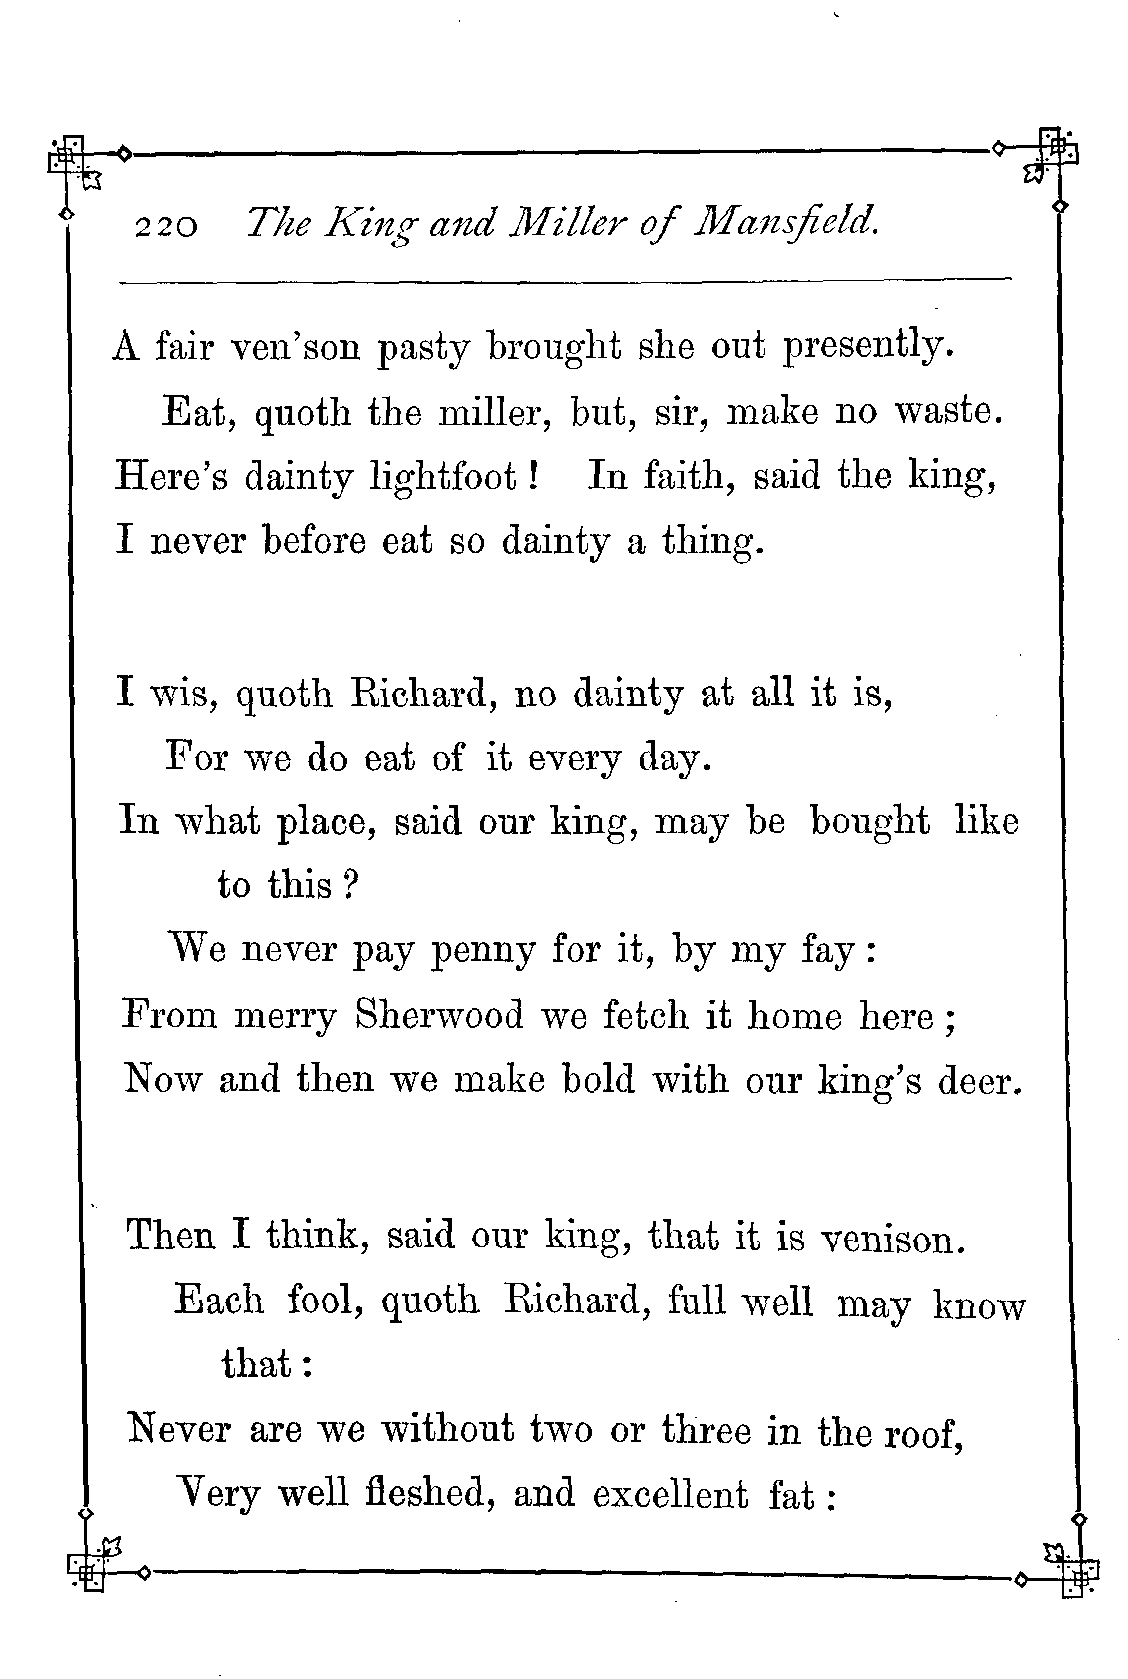 220 The King and Miller of Mansfield.
A fair ven'son pasty brought she out presently.
Eat, quoth the miller, but, sir, make no waste.
Here's dainty lightfoot! In faith, said the king,
I never before eat so dainty a thing.
I wis, quoth Richard, no dainty at all it is,
For we do eat of it every day.
In what place, said our king, may be bought like
to this?
We never pay penny for it, by my fay:
From merry Sherwood we fetch it home here;
Now and then we make bold with our king's deer.
Then I think, said our king, that it is venison.
Each fool, quoth Richard, full well may know
that:
Never are we without two or three in the roof,
Very well fleshed, and excellent fat: